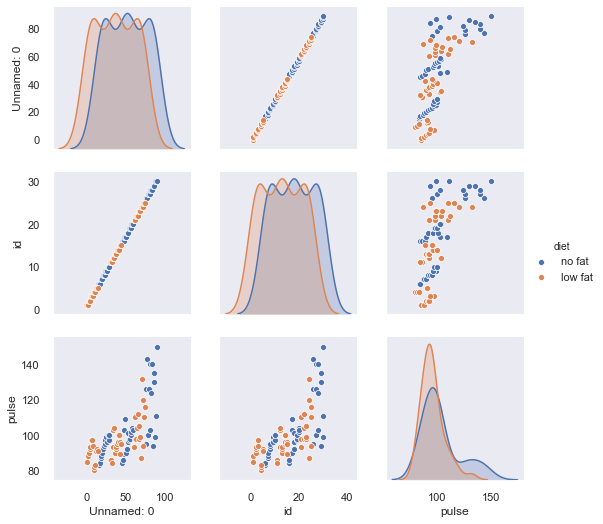 Unnamed: 0
80
60
40
20
0
id
30
20
10
0
diet
no fat
low fat
pulse
140
120
100
80
0 50 100
0 20 40
100 150
Unnamed: 0 id pulse